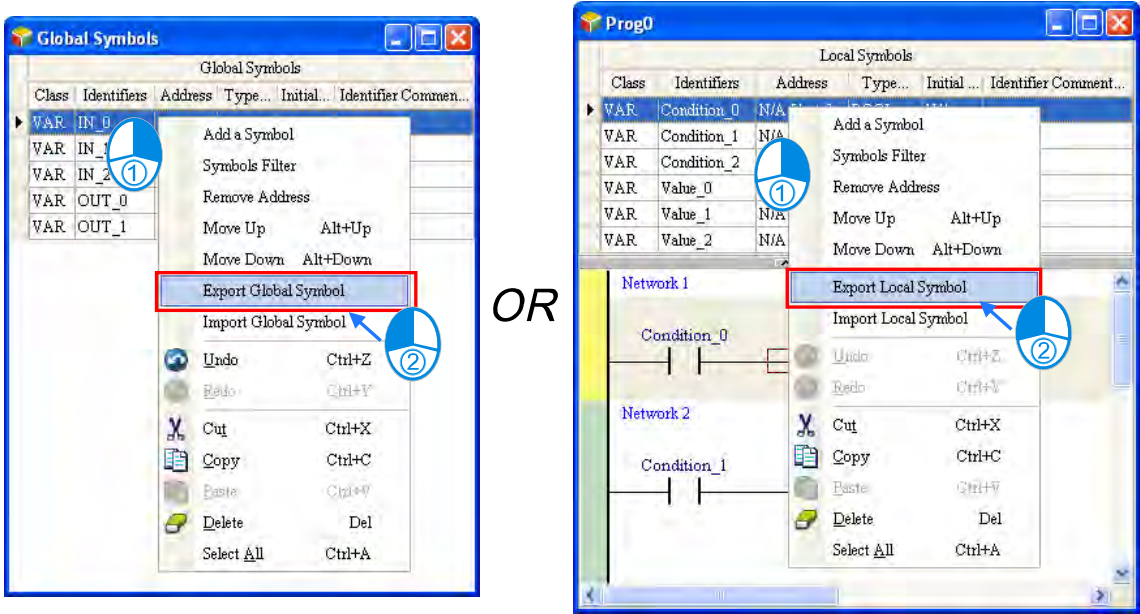 Global Symbols
Global Symbols
Class Identifiers Address Type... Initial... Identifier Commen...
VAR IN_0
VAR IN_1
VAR IN_2
VAR OUT_0
VAR OUT_1
Add a Symbol
Symbols Filter
Remove Address
Move Up Alt+Up
Move Down Alt+Down
Export Global Symbol
Import Global Symbol
Undo Ctrl+Z
Redo Ctrl+Y
Cut Ctrl+X
Copy Ctrl+C
Paste Ctrl+V
Delete Del
Select All Ctrl+A
1
2
OR
Prog0
Local Symbols
Class Identifiers Address Type... Initial ... Identifier Comment...
VAR Condition_0 N/A
VAR Condition_1 N/A
VAR Condition_2
VAR Value_0
VAR Value_1 N/A
VAR Value_2 N/A
Network 1
Condition_0
Network 2
Condition_1
Add a Symbol
Symbols Filter
Remove Address
Move Up Alt+Up
Move Down Alt+Down
Export Local Symbol
Import Local Symbol
Undo Ctrl+Z
Redo Ctrl+Y
Cut Ctrl+X
Copy Ctrl+C
Paste Ctrl+V
Delete Del
Select All Ctrl+A
1
2